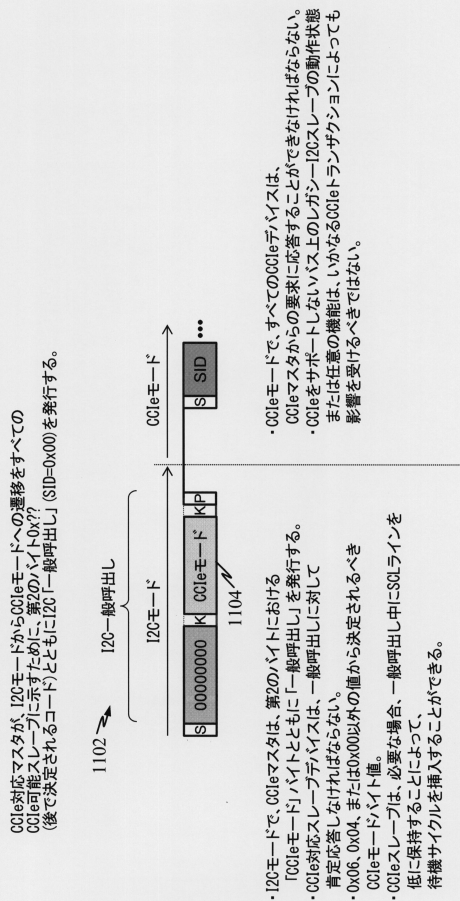 CCIe対応マスタが、I2CモードからCCIeモードへの遷移をすべての
CCIe可能スレーブに示すために、第2のバイト0x??
(後で決定されるコード)とともにI2C「一般呼出し」(SID=0x00)を発行する。
1102
I2C一般呼出し
I2Cモード
CCIeモード
S 00000000 K CCIeモード K P S SID •••
1104
・I2Cモードで、CCIeマスタは、第2のバイトにおける
「CCIeモード」バイトとともに「一般呼出し」を発行する。
・CCIe対応スレーブデバイスは、一般呼出しに対して
肯定応答しなければならない。
・0x06、0x04、または0x00以外の値から決定されるべき
CCIeモードバイト値。
・CCIeスレーブは、必要な場合、一般呼出し中にSCLラインを
低に保持することによって、
待機サイクルを挿入することができる。
・CCIeモードで、すべてのCCIeデバイスは、
CCIeマスタからの要求に応答することができなければならない。
・CCIeをサポートしないバス上のレガシーI2Cスレーブの動作状態
または任意の機能は、いかなるCCIeトランザクションによっても
影響を受けるべきではない。